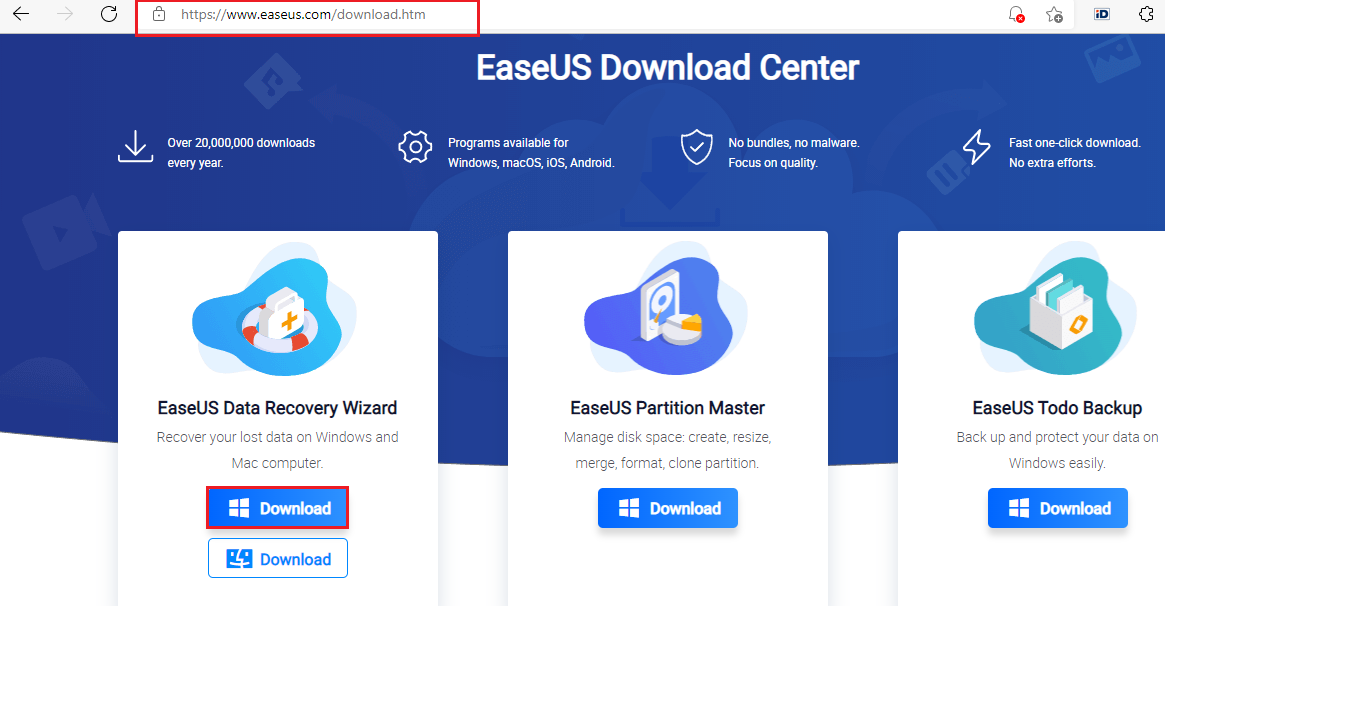 https://www.easeus.com/download.htm
iD
EaseUS Download Center
Over 20,000,000 downloads
every year.
Programs available for
Windows, macOS, iOS, Android.
No bundles, no malware.
Focus on quality.
Fast one-click download.
No extra efforts.
EaseUS Data Recovery Wizard
Recover your lost data on Windows and
Mac computer.
Download
Download
EaseUS Partition Master
Manage disk space: create, resize,
merge, format, clone partition.
Download
EaseUS Todo Backup
Back up and protect your data on
Windows easily.
Download